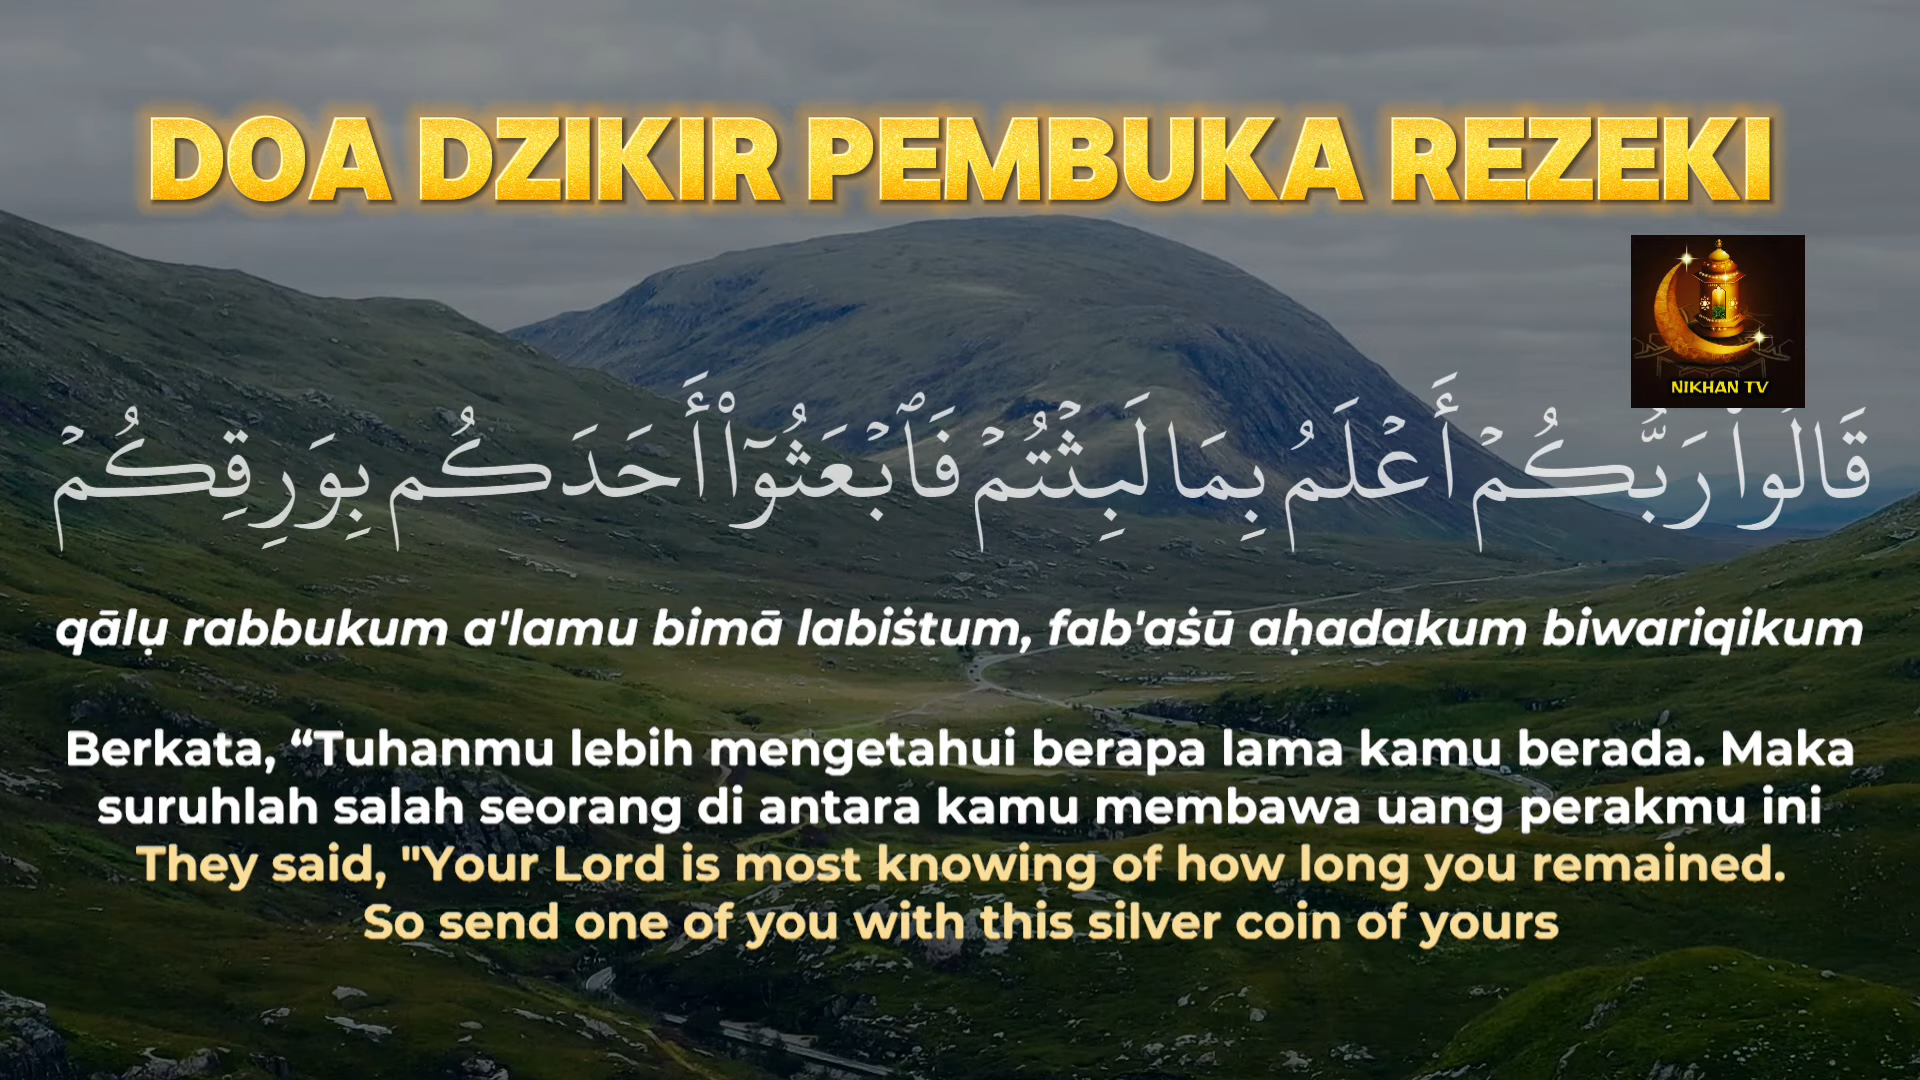 DOA DZIKIR PEMBUKA REZEKI
NIKHAN TV
قَالُوا۟ رَبُّكُمْ أَعْلَمُ بِمَا لَبِثْتُمْ فَٱبْعَثُوٓا۟ أَحَدَكُم بِوَرِقِكُمْ
qālụ rabbukum a'lamu bimā labiṡtum, fab'aṡū aḥadakum biwariqikum
Berkata, “Tuhanmu lebih mengetahui berapa lama kamu berada. Maka
suruhlah salah seorang di antara kamu membawa uang perakmu ini
They said, "Your Lord is most knowing of how long you remained.
So send one of you with this silver coin of yours